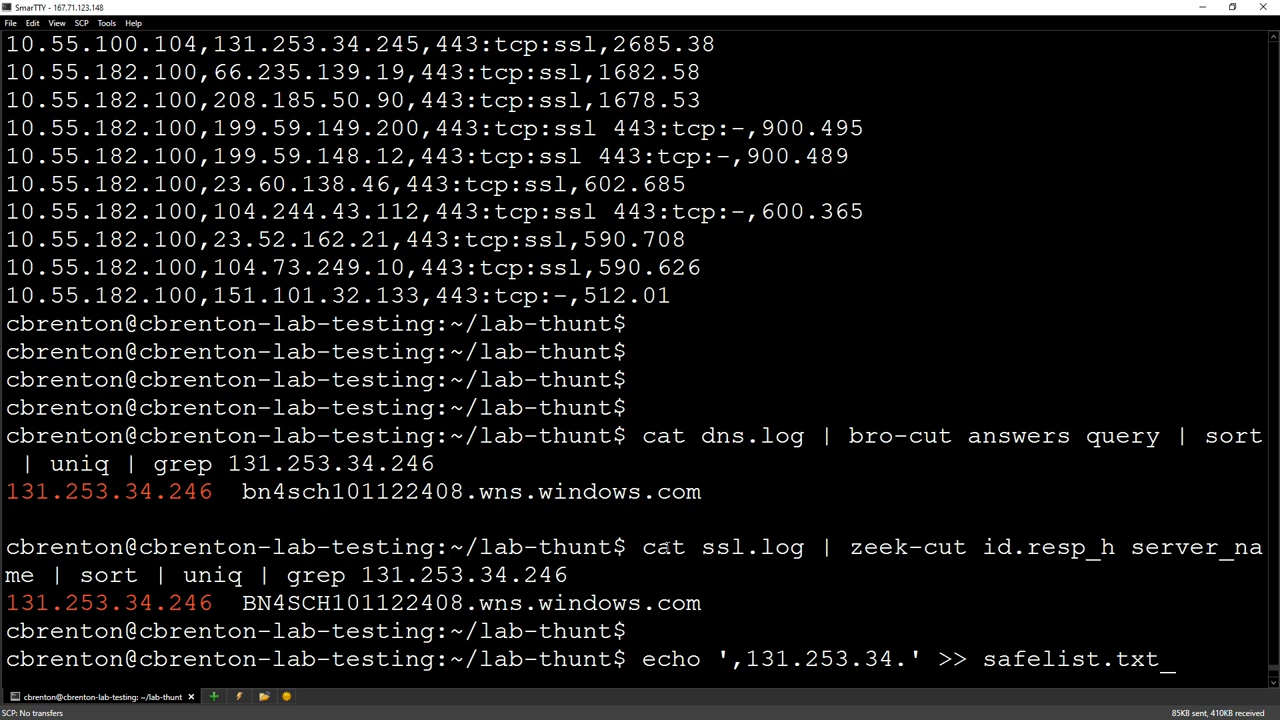 SmarTTY - 167.71.123.148
File Edit View SCP Tools Help
10.55.100.104,131.253.34.245,443:tcp:ssl,2685.38
10.55.182.100,66.235.139.19,443:tcp:ssl,1682.58
10.55.182.100,208.185.50.90,443:tcp:ssl,1678.53
10.55.182.100,199.59.149.200,443:tcp:ssl 443:tcp:-,900.495
10.55.182.100,199.59.148.12,443:tcp:ssl 443:tcp:-,900.489
10.55.182.100,23.60.138.46,443:tcp:ssl,602.685
10.55.182.100,104.244.43.112,443:tcp:ssl 443:tcp:-,600.365
10.55.182.100,23.52.162.21,443:tcp:ssl,590.708
10.55.182.100,104.73.249.10,443:tcp:ssl,590.626
10.55.182.100,151.101.32.133,443:tcp:-,512.01
cbrenton@cbrenton-lab-testing:~/lab-thunt$
cbrenton@cbrenton-lab-testing:~/lab-thunt$
cbrenton@cbrenton-lab-testing:~/lab-thunt$
cbrenton@cbrenton-lab-testing:~/lab-thunt$
cbrenton@cbrenton-lab-testing:~/lab-thunt$ cat dns.log | bro-cut answers query | sort
| uniq | grep 131.253.34.246
131.253.34.246 bn4sch101122408.wns.windows.com
cbrenton@cbrenton-lab-testing:~/lab-thunt$ cat ssl.log | zeek-cut id.resp_h server_na
me | sort | uniq | grep 131.253.34.246
131.253.34.246 BN4SCH101122408.wns.windows.com
cbrenton@cbrenton-lab-testing:~/lab-thunt$
cbrenton@cbrenton-lab-testing:~/lab-thunt$ echo ',131.253.34.' >> safelist.txt_
cbrenton@cbrenton-lab-testing: ~/lab-thunt
SCP: No transfers 85KB sent, 410KB received